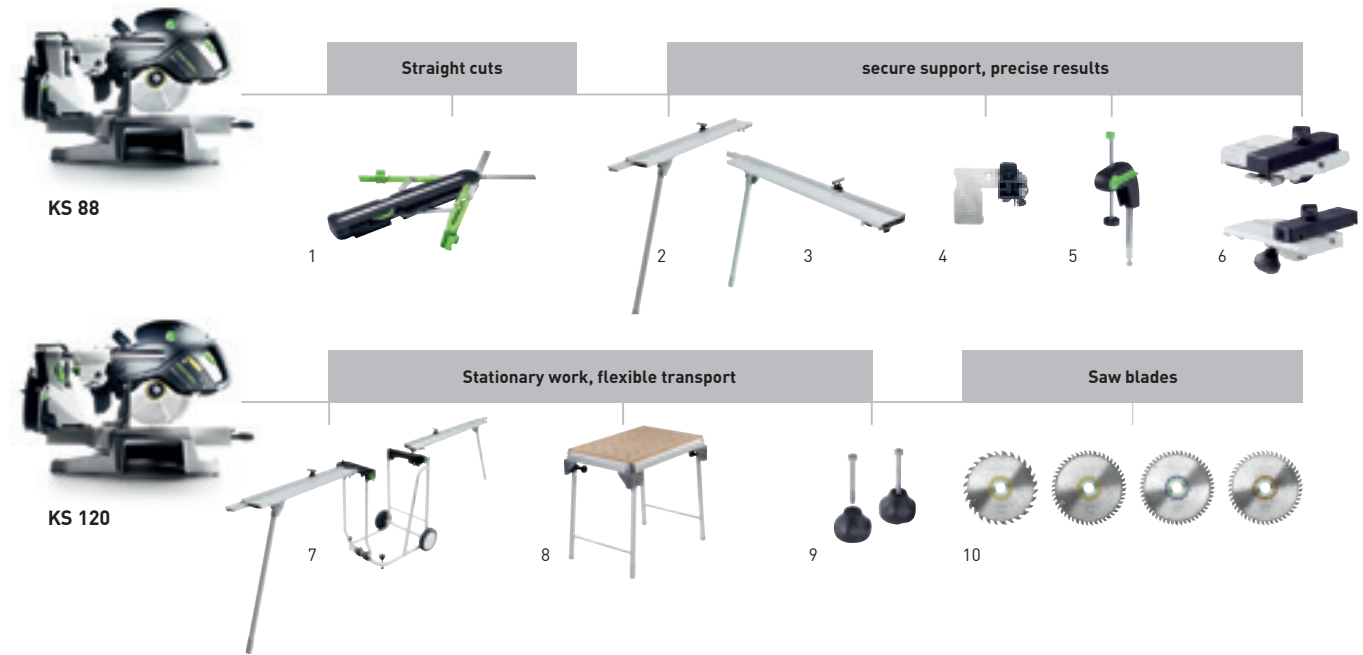 Straight cuts
secure support, precise results
KS 88
1
2
3
4
5
6
Stationary work, flexible transport
Saw blades
KS 120
7
8
9
10